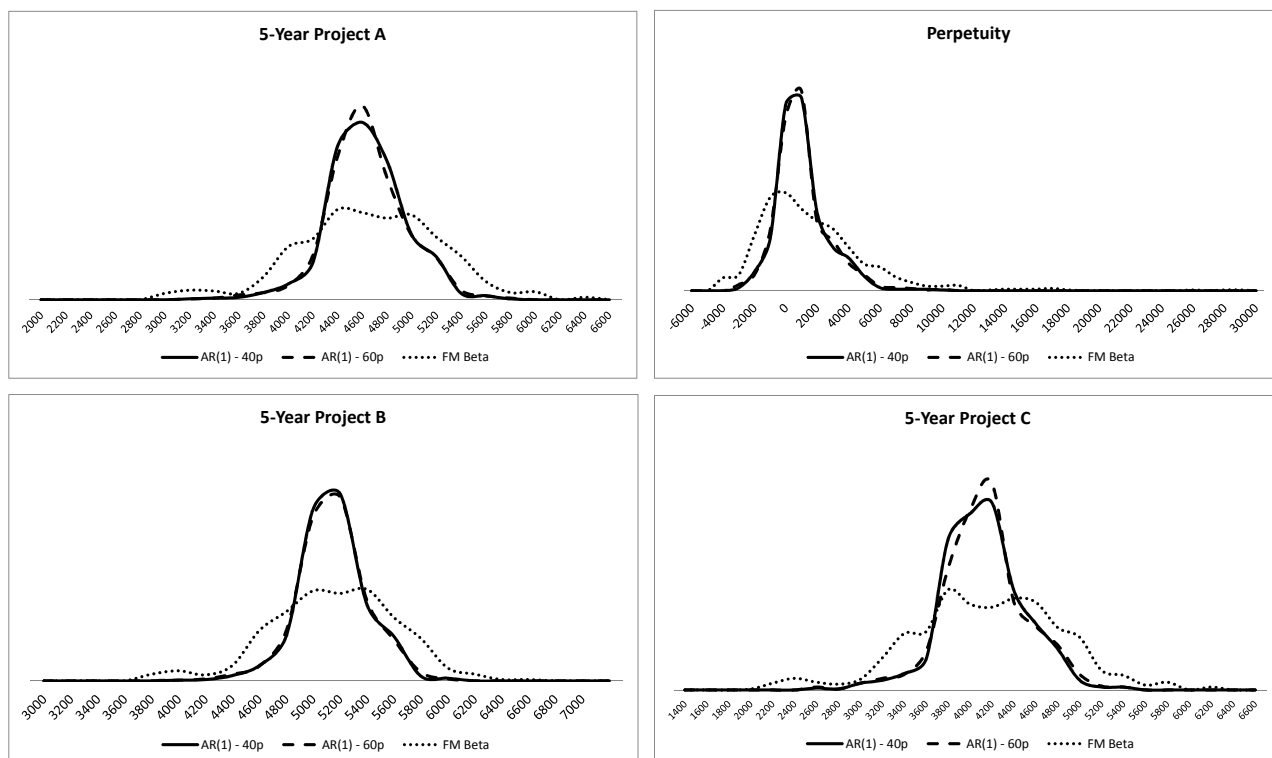 5-Year Project A
2000 2200 2400 2600 2800 3000 3200 3400 3600 3800 4000 4200 4400 4600 4800 5000 5200 5400 5600 5800 6000 6200 6400 6600
AR(1) - 40p AR(1) - 60p FM Beta
Perpetuity
-6000 -4000 -2000 0 2000 4000 6000 8000 10000 12000 14000 16000 18000 20000 22000 24000 26000 28000 30000
AR(1) - 40p AR(1) - 60p FM Beta
5-Year Project B
3000 3200 3400 3600 3800 4000 4200 4400 4600 4800 5000 5200 5400 5600 5800 6000 6200 6400 6600 6800 7000
AR(1) - 40p AR(1) - 60p FM Beta
5-Year Project C
1400 1600 1800 2000 2200 2400 2600 2800 3000 3200 3400 3600 3800 4000 4200 4400 4600 4800 5000 5200 5400 5600 5800 6000 6200 6400 6600
AR(1) - 40p AR(1) - 60p FM Beta